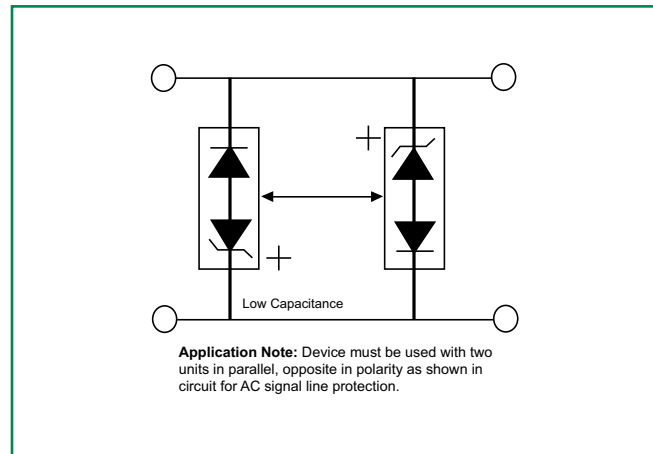 +
+
Low Capacitance
Application Note: Device must be used with two
units in parallel, opposite in polarity as shown in
circuit for AC signal line protection.